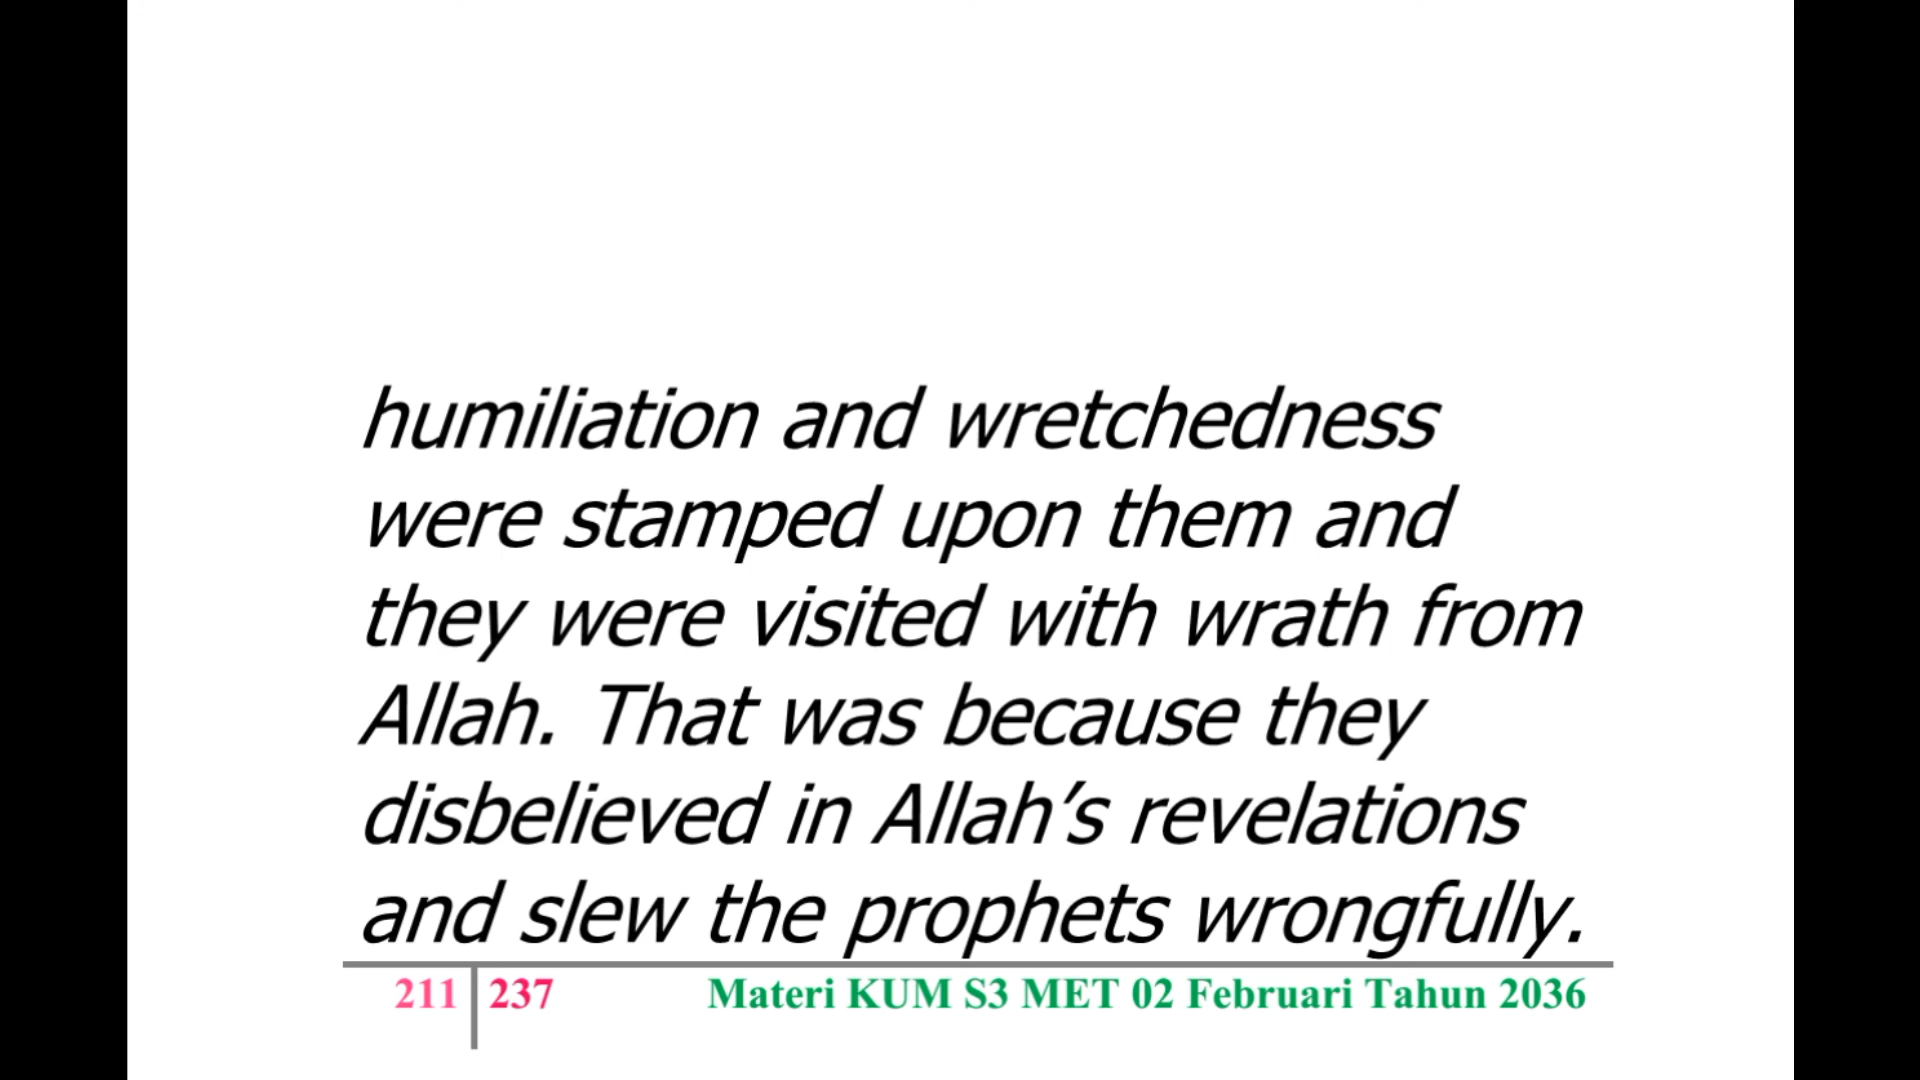 humiliation and wretchedness
were stamped upon them and
they were visited with wrath from
Allah. That was because they
disbelieved in Allah’s revelations
and slew the prophets wrongfully.
211 237 Materi KUM S3 MET 02 Februari Tahun 2036